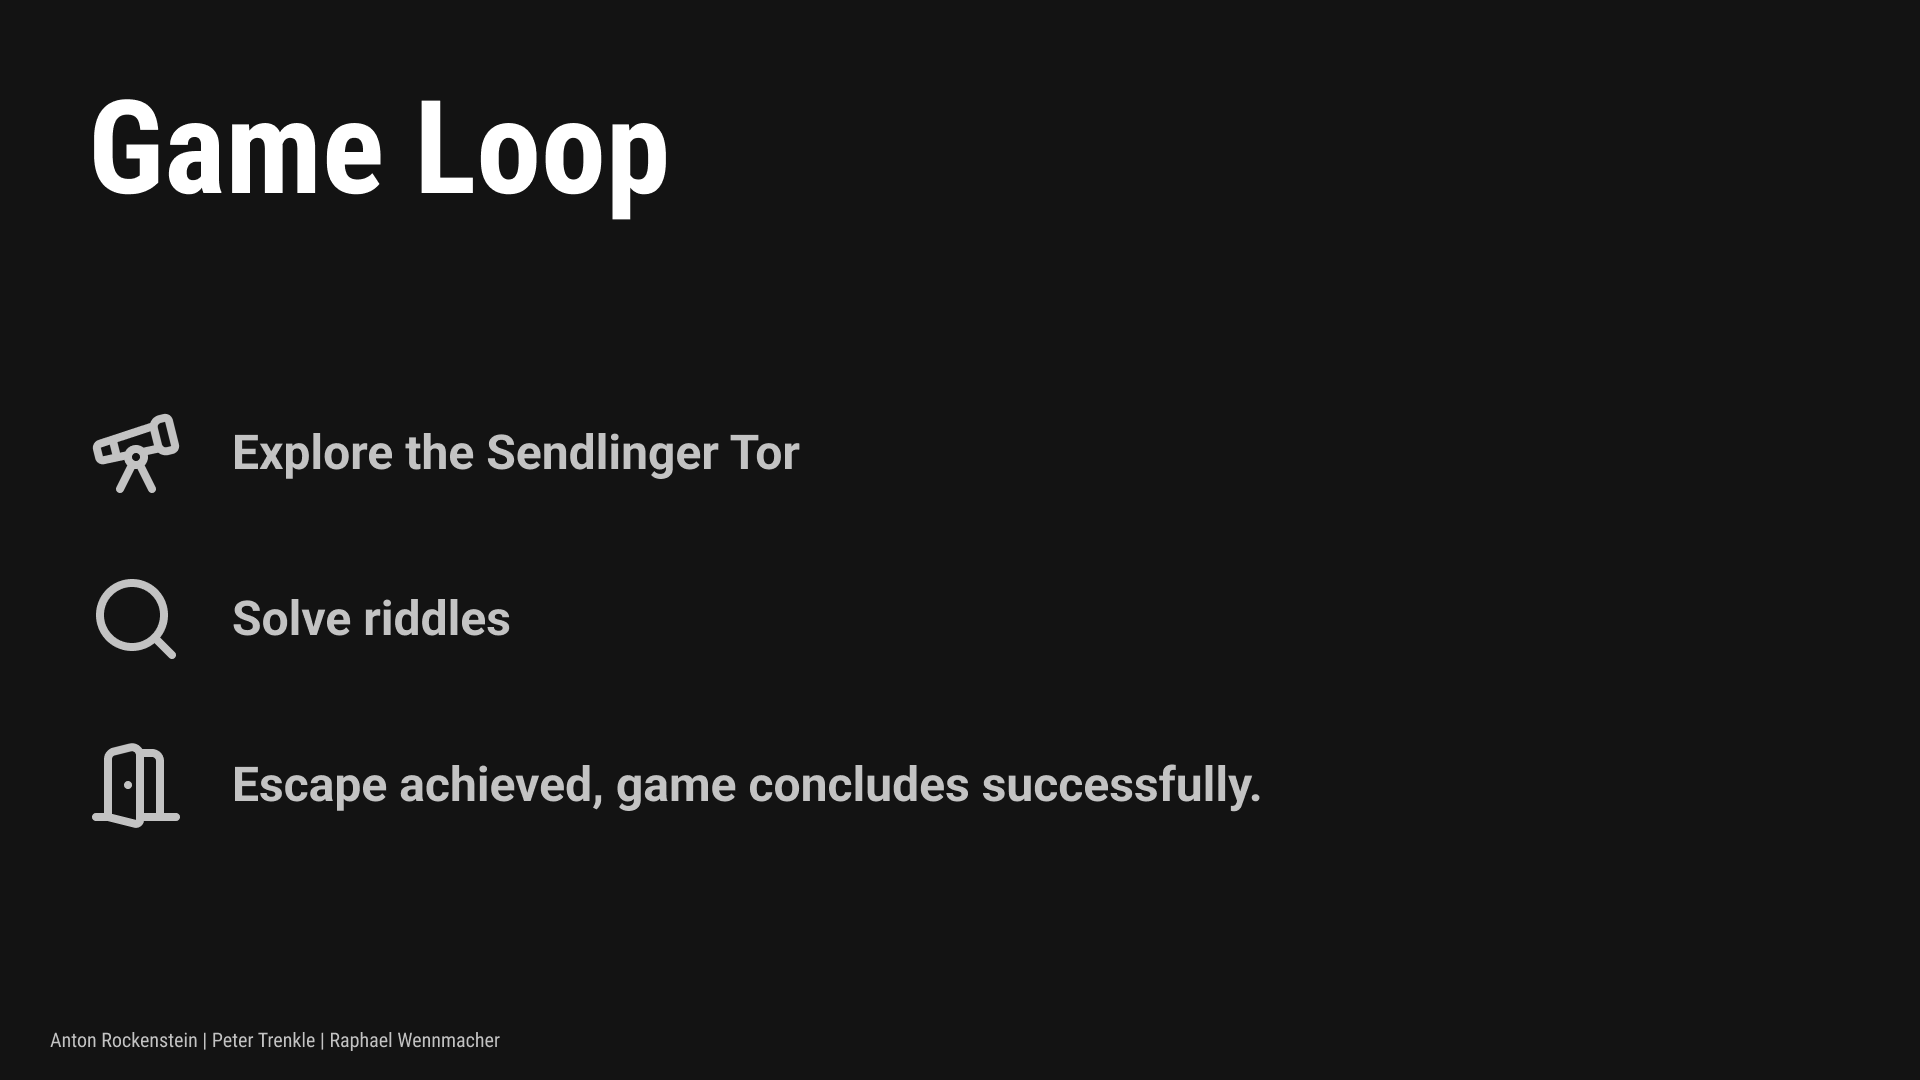 Game Loop
Explore the Sendlinger Tor
Solve riddles
Escape achieved, game concludes successfully.
Anton Rockenstein | Peter Trenkle | Raphael Wennmacher